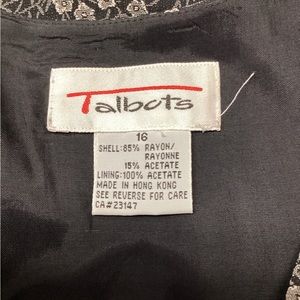 Talbots
16
SHELL:85% RAYON/
RAYONNE
15% ACETATE
LINING:100% ACETATE
MADE IN HONG KONG
SEE REVERSE FOR CARE
CA#23147